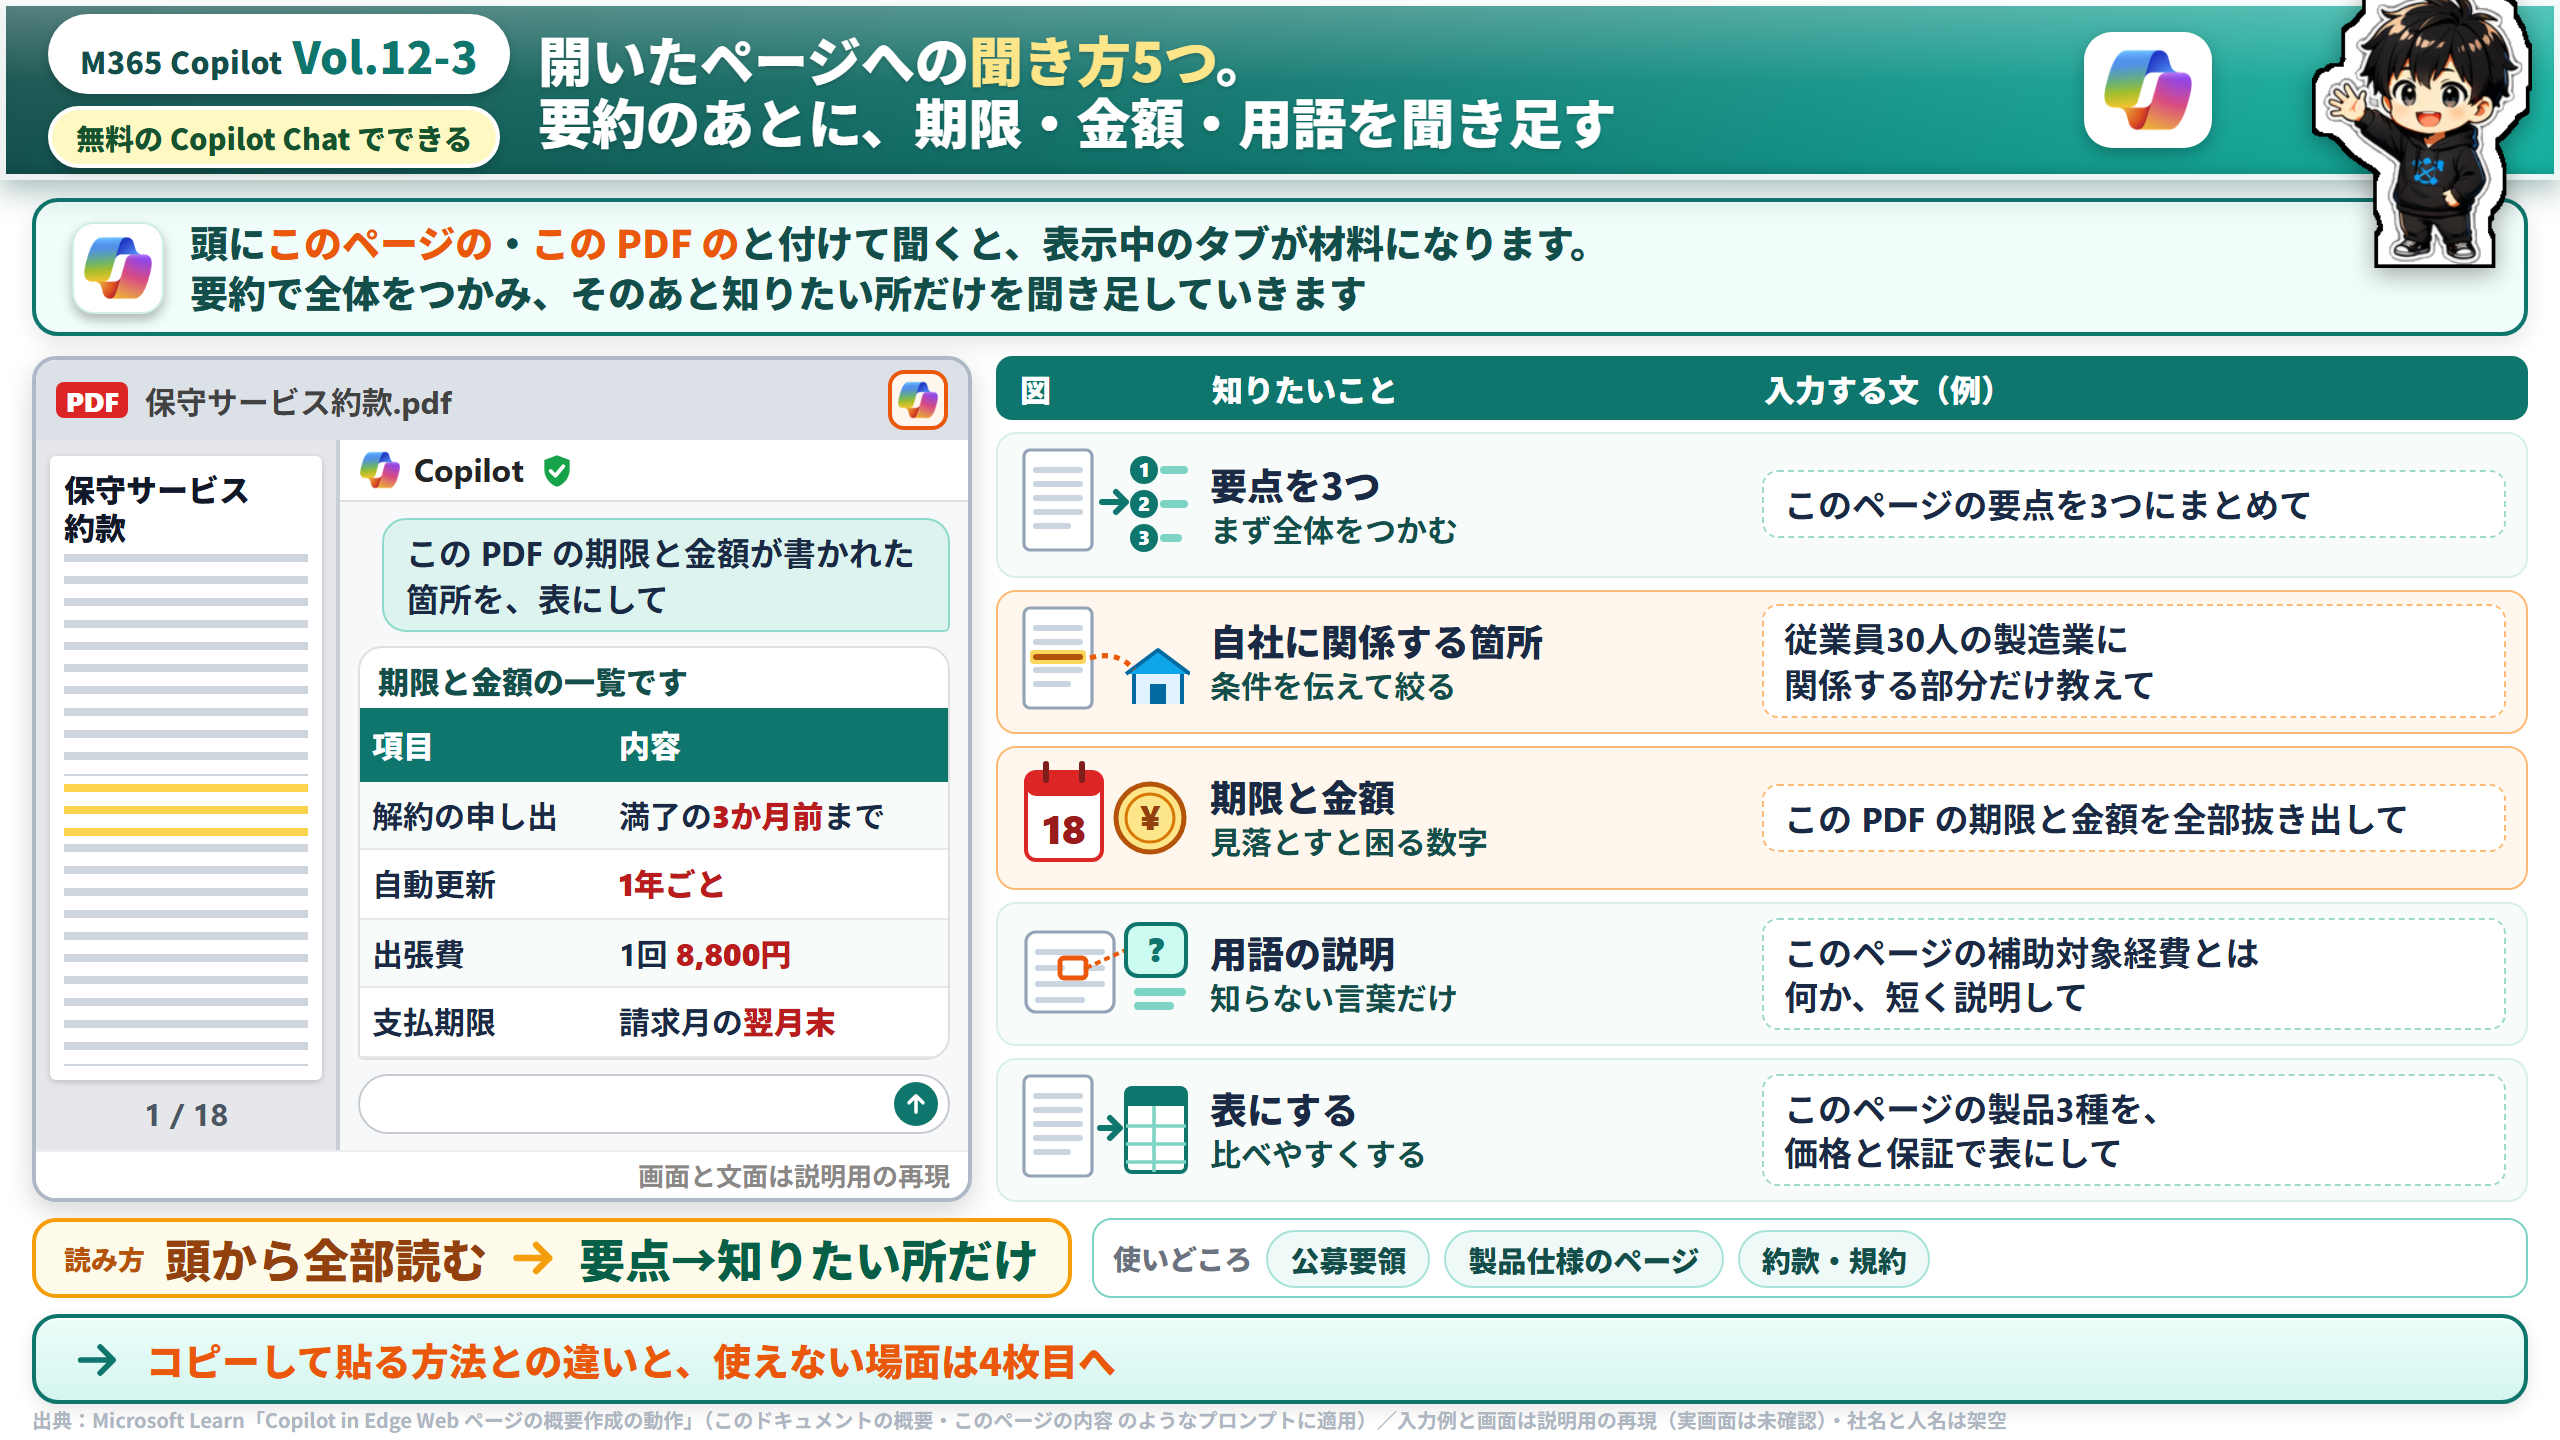 M365 Copilot Vol.12-3
無料の Copilot Chat でできる
開いたページへの聞き方5つ。
要約のあとに、期限・金額・用語を聞き足す
頭にこのページの・この PDF のと付けて聞くと、表示中のタブが材料になります。
要約で全体をつかみ、そのあと知りたい所だけを聞き足していきます
PDF 保守サービス約款.pdf
保守サービス
約款
1 / 18
Copilot
この PDF の期限と金額が書かれた
箇所を、表にして
期限と金額の一覧です
項目 内容
解約の申し出 満了の3か月前まで
自動更新 1年ごと
出張費 1回 8,800円
支払期限 請求月の翌月末
画面と文面は説明用の再現
図 知りたいこと 入力する文（例）
1
2
3
要点を3つ
まず全体をつかむ
このページの要点を3つにまとめて
自社に関係する箇所
条件を伝えて絞る
従業員30人の製造業に
関係する部分だけ教えて
18 ¥
期限と金額
見落とすと困る数字
この PDF の期限と金額を全部抜き出して
?
用語の説明
知らない言葉だけ
このページの補助対象経費とは
何か、短く説明して
表にする
比べやすくする
このページの製品3種を、
価格と保証で表にして
読み方 頭から全部読む → 要点→知りたい所だけ
使いどころ 公募要領 製品仕様のページ 約款・規約
→ コピーして貼る方法との違いと、使えない場面は4枚目へ
出典：Microsoft Learn「Copilot in Edge Web ページの概要作成の動作」（このドキュメントの概要・このページの内容 のようなプロンプトに適用）／入力例と画面は説明用の再現（実画面は未確認）・社名と人名は架空